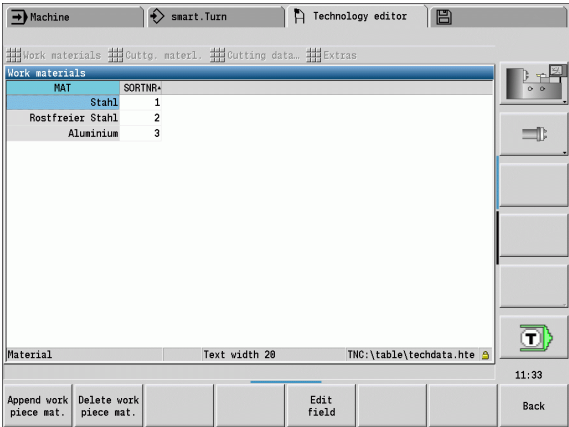 Machine
smart.Turn
Technology editor
Work materials
Cuttg. materl.
Cutting data…
Extras
Work materials
MAT SORTNR
Stahl 1
Rostfreier Stahl 2
Aluminium 3
T
Material Text width 20 TNC:\table\techdata.hte
11:33
Append work piece mat.
Delete work piece mat.
Edit field
Back